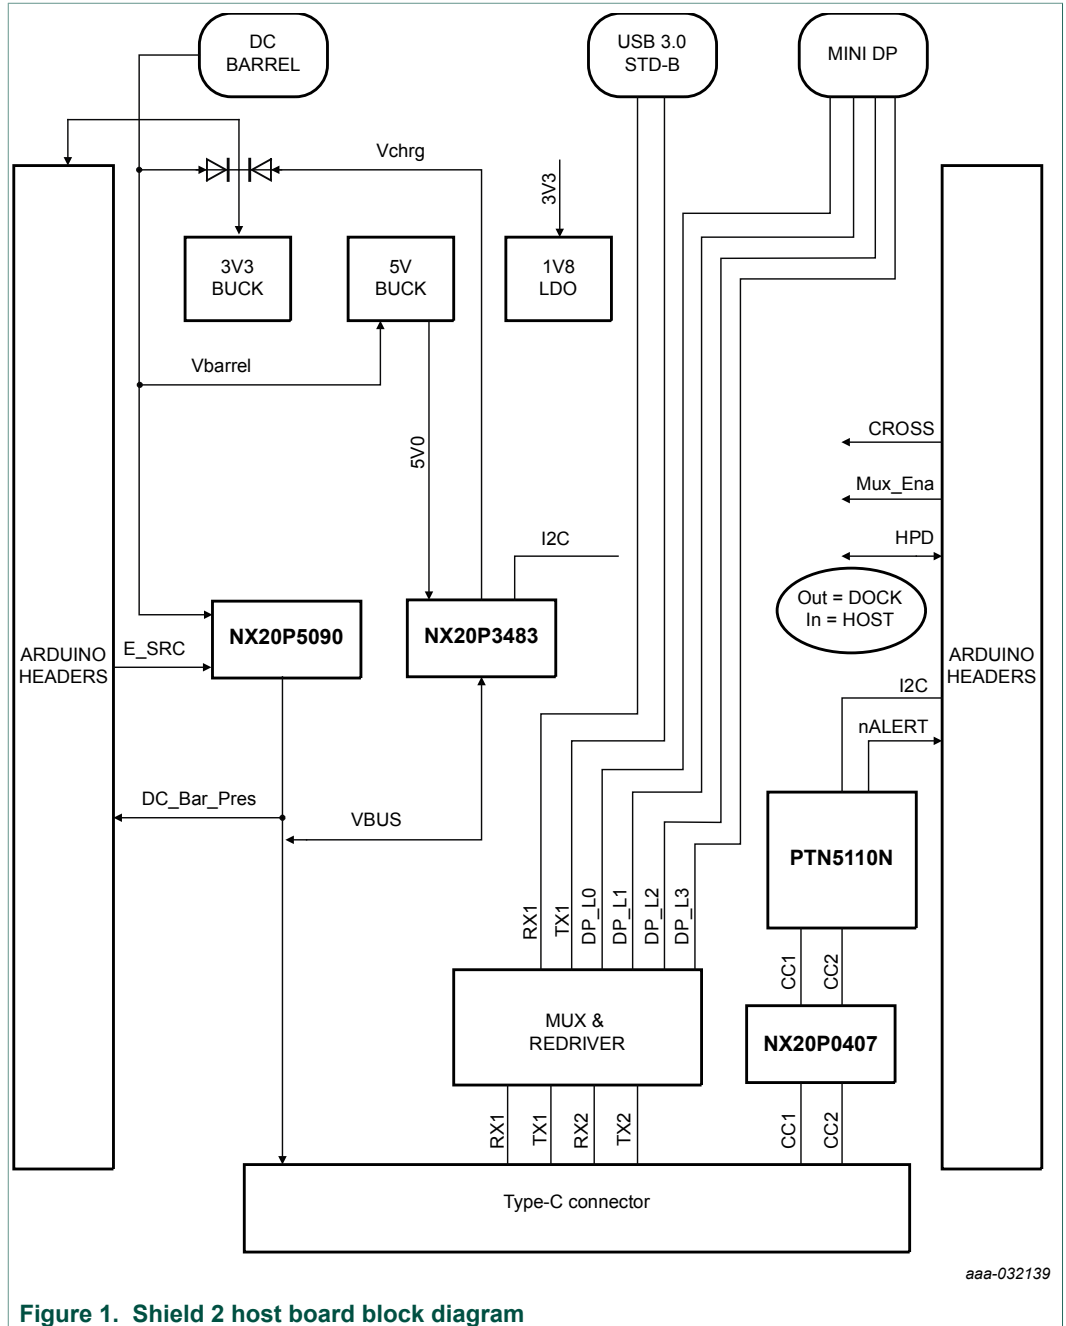 DC
BARREL
USB 3.0
STD-B
MINI DP
Vchrg
3V3
3V3
BUCK
5V
BUCK
1V8
LDO
Vbarrel
5V0
CROSS
Mux_Ena
I2C
HPD
Out = DOCK
In = HOST
NX20P5090
NX20P3483
E_SRC
ARDUINO
HEADERS
ARDUINO
HEADERS
I2C
nALERT
DC_Bar_Pres
VBUS
PTN5110N
RX1
TX1
DP_L0
DP_L1
DP_L2
DP_L3
CC1
CC2
MUX &
REDRIVER
NX20P0407
RX1
TX1
RX2
TX2
CC1
CC2
Type-C connector
aaa-032139
Figure 1. Shield 2 host board block diagram